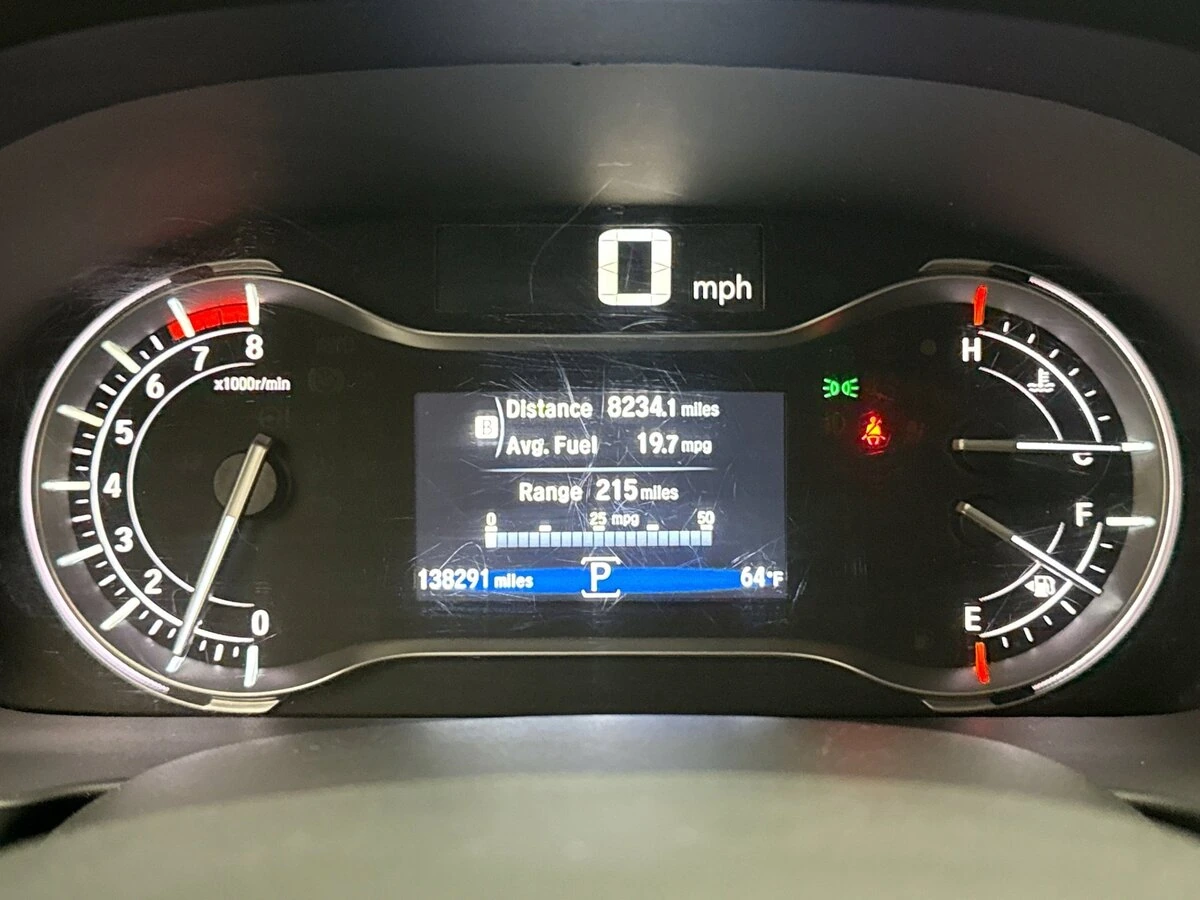 0 mph
8
7
6
x1000r/min
5
4
3
2
0
B Distance 8234.1 miles
Avg. Fuel 19.7 mpg
Range 215 miles
0 25 mpg 50
138291 miles P 64°F
H
C
F
E